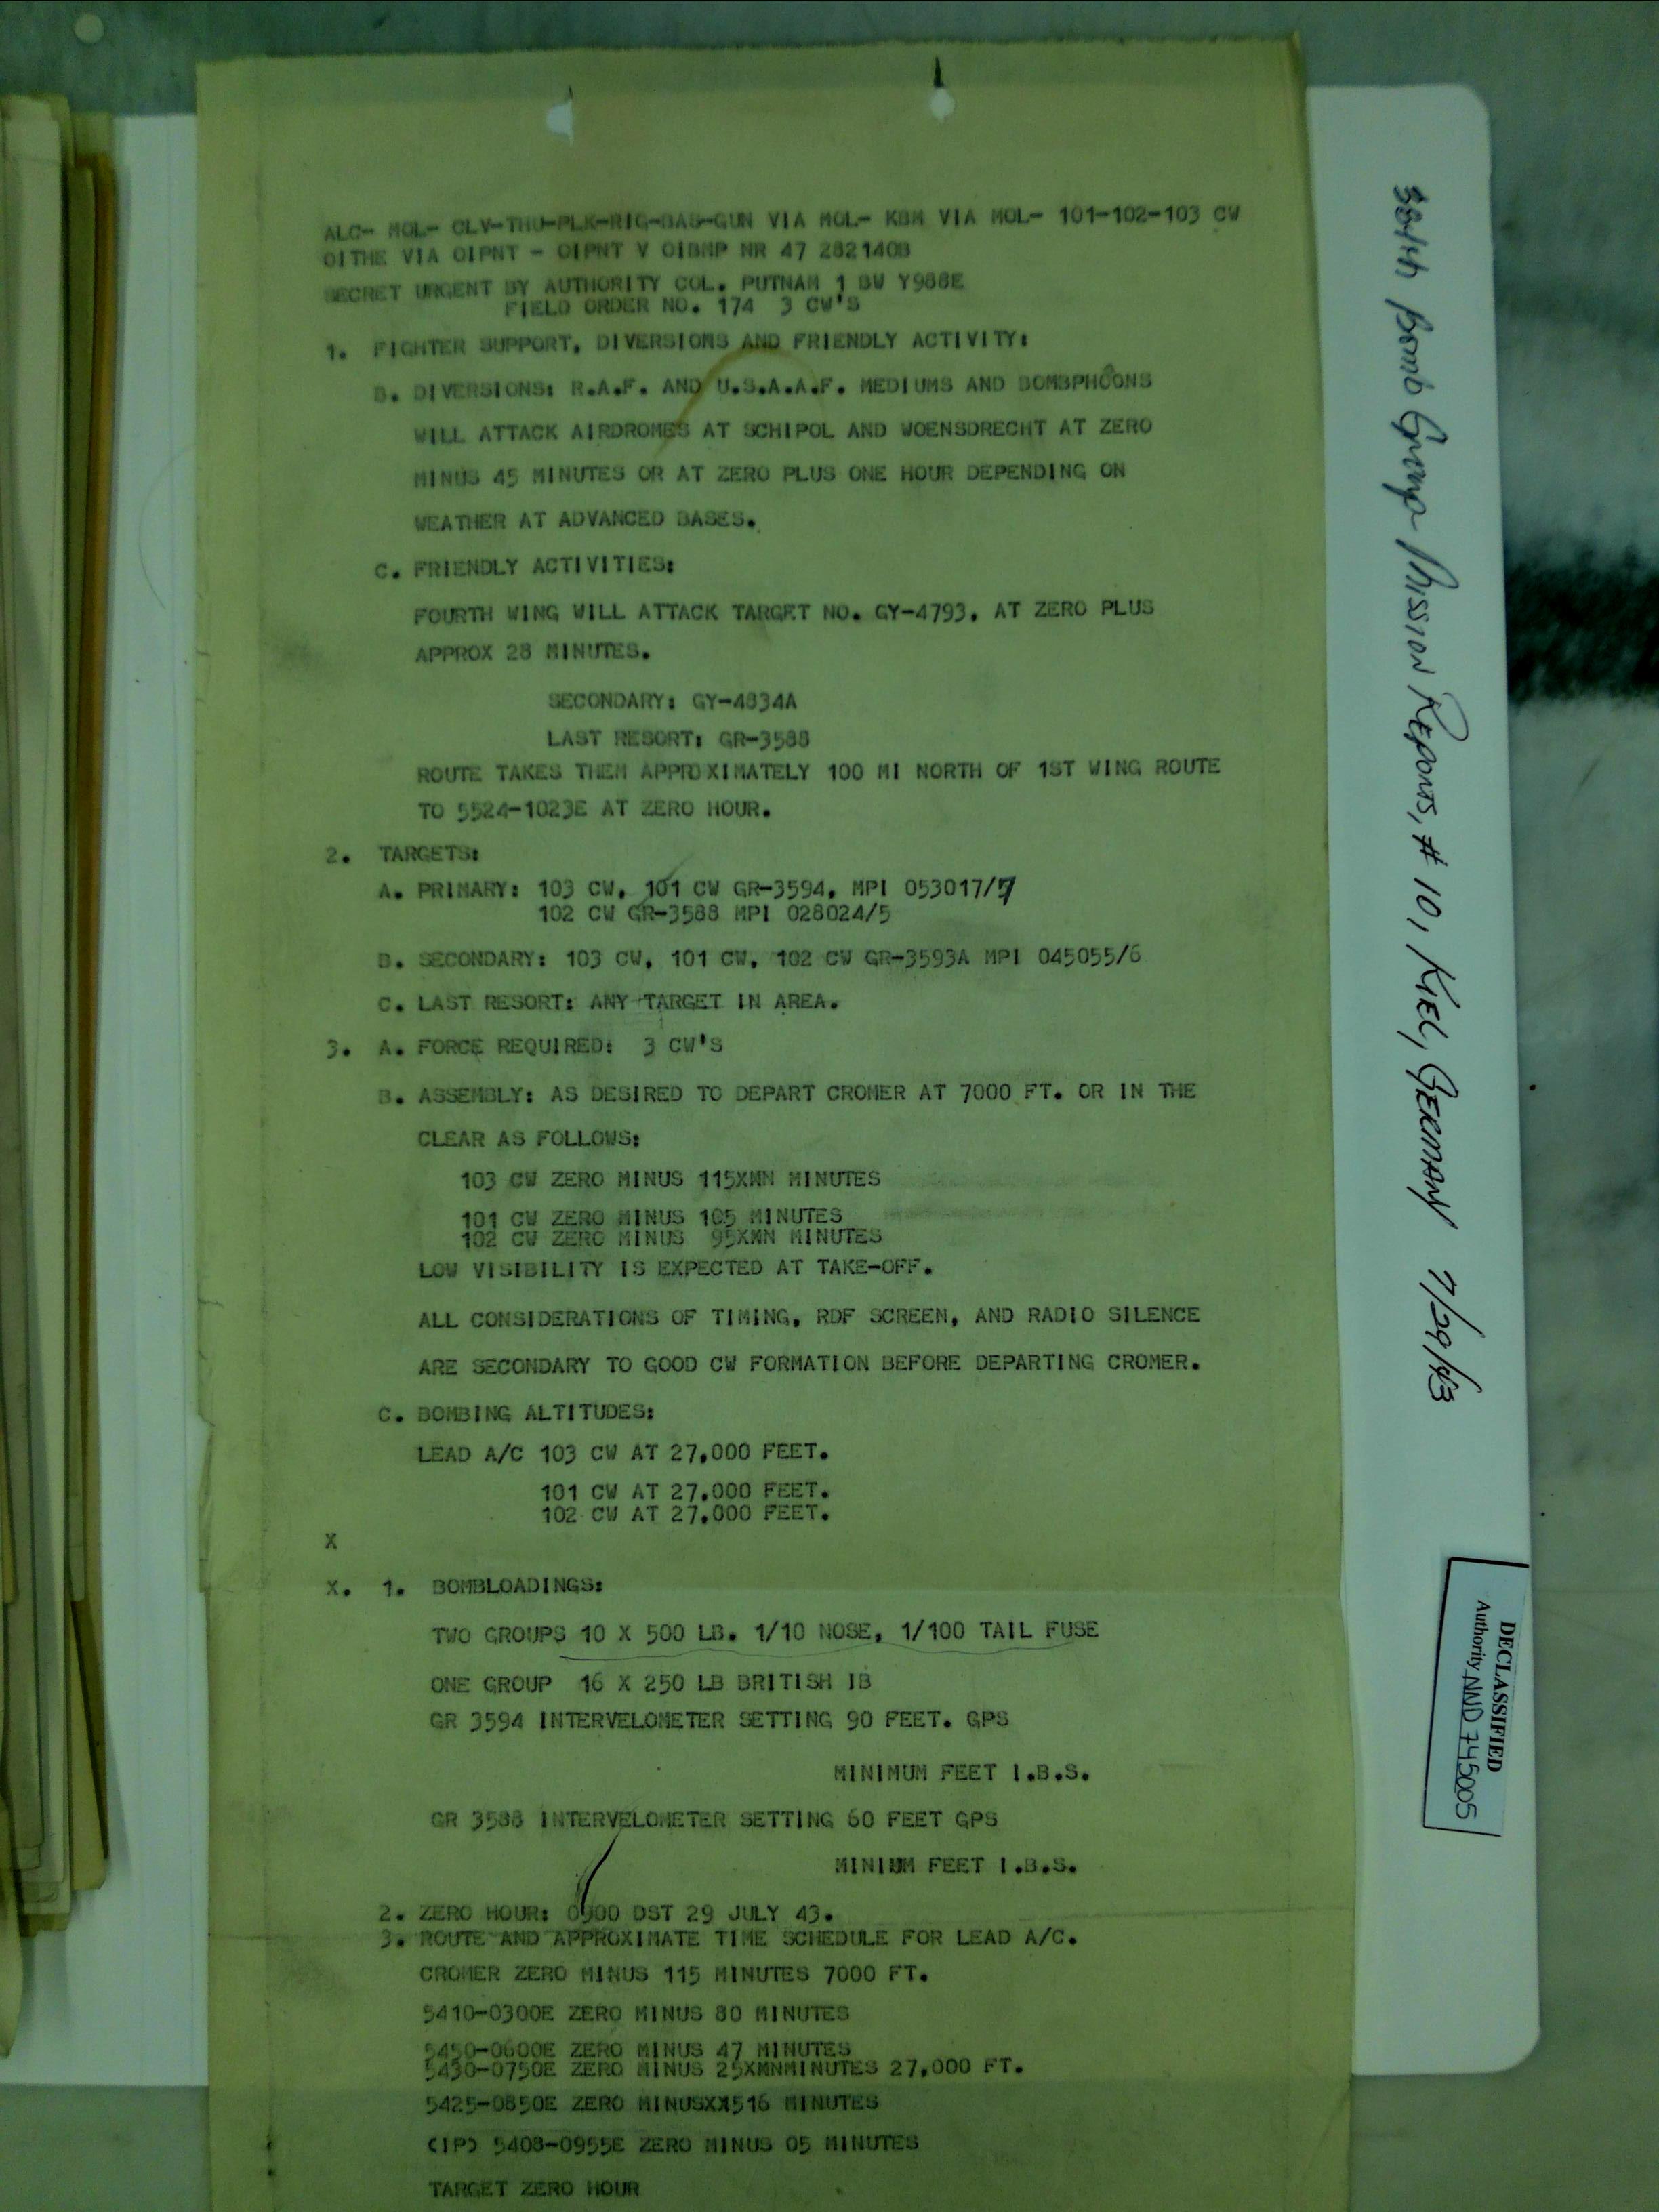 ALC- MOL- CLV-THU-PLK-RIG-BAS-GUN VIA MOL- KBM VIA MOL- 101-102-103 CW
OITHE VIA OIPNT - OIPNT V OIBMP NR 47 282140B
SECRET URGENT BY AUTHORITY COL. PUTNAM 1 BW Y988E
FIELD ORDER NO. 174 3 CW'S
1. FIGHTER SUPPORT, DIVERSIONS AND FRIENDLY ACTIVITY:
B. DIVERSIONS: R.A.F. AND U.S.A.A.F. MEDIUMS AND BOMBPHOONS
WILL ATTACK AIRDROMES AT SCHIPOL AND WOENSDRECHT AT ZERO
MINUS 45 MINUTES OR AT ZERO PLUS ONE HOUR DEPENDING ON
WEATHER AT ADVANCED BASES.
C. FRIENDLY ACTIVITIES:
FOURTH WING WILL ATTACK TARGET NO. GY-4793, AT ZERO PLUS
APPROX 28 MINUTES.
SECONDARY: GY-4834A
LAST RESORT: GR-3588
ROUTE TAKES THEM APPROXIMATELY 100 MI NORTH OF 1ST WING ROUTE
TO 5524-1023E AT ZERO HOUR.
2. TARGETS:
A. PRIMARY: 103 CW, 101 CW GR-3594, MPI 053017/7
102 CW GR-3588 MPI 028024/5
B. SECONDARY: 103 CW, 101 CW, 102 CW GR-3593A MPI 045055/6
C. LAST RESORT: ANY TARGET IN AREA.
3. A. FORCE REQUIRED: 3 CW'S
B. ASSEMBLY: AS DESIRED TO DEPART CROMER AT 7000 FT. OR IN THE
CLEAR AS FOLLOWS:
103 CW ZERO MINUS 115XMN MINUTES
101 CW ZERO MINUS 105 MINUTES
102 CW ZERO MINUS 95XMN MINUTES
LOW VISIBILITY IS EXPECTED AT TAKE-OFF.
ALL CONSIDERATIONS OF TIMING, RDF SCREEN, AND RADIO SILENCE
ARE SECONDARY TO GOOD CW FORMATION BEFORE DEPARTING CROMER.
C. BOMBING ALTITUDES:
LEAD A/C 103 CW AT 27,000 FEET.
101 CW AT 27,000 FEET.
102 CW AT 27,000 FEET.
X
X. 1. BOMBLOADINGS:
TWO GROUPS 10 X 500 LB. 1/10 NOSE, 1/100 TAIL FUSE
ONE GROUP 16 X 250 LB BRITISH IB
GR 3594 INTERVELOMETER SETTING 90 FEET. GPS
MINIMUM FEET I.B.S.
GR 3588 INTERVELOMETER SETTING 60 FEET GPS
MINIUM FEET I.B.S.
2. ZERO HOUR: 0900 DST 29 JULY 43.
3. ROUTE AND APPROXIMATE TIME SCHEDULE FOR LEAD A/C.
CROMER ZERO MINUS 115 MINUTES 7000 FT.
5410-0300E ZERO MINUS 80 MINUTES
5450-0600E ZERO MINUS 47 MINUTES
5430-0750E ZERO MINUS 25XMNMINUTES 27,000 FT.
5425-0850E ZERO MINUSXX516 MINUTES
(IP) 5408-0955E ZERO MINUS 05 MINUTES
TARGET ZERO HOUR
384th Bomb Group Mission Reports, # 10, Kiel, Germany 7/29/43
DECLASSIFIED
Authority NND 745005